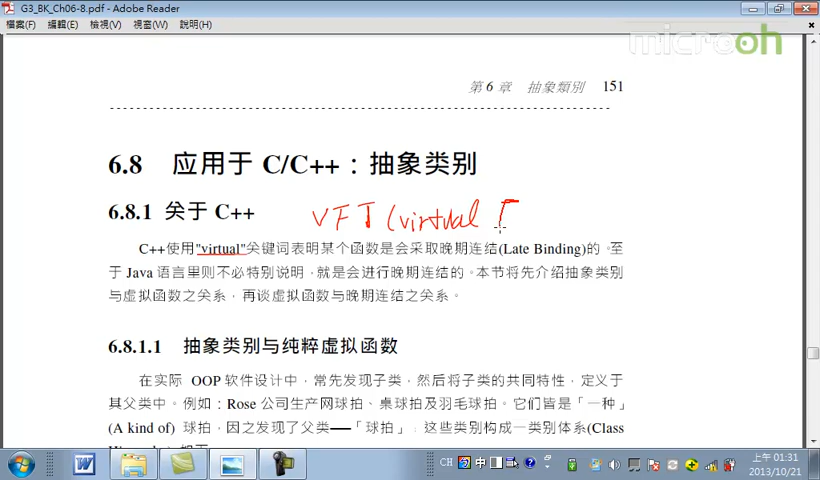 G3_BK_Ch06-8.pdf - Adobe Reader
檔案(F) 編輯(E) 檢視(V) 視窗(W) 說明(H)
microoh
第 6 章 抽象類別 151
6.8 应用于 C/C++：抽象类别
6.8.1 关于 C++
VFT (virtual F
C++使用"virtual"关键词表明某个函数是会采取晚期连结(Late Binding)的。至
于 Java 语言里则不必特别说明，就是会进行晚期连结的。本节将先介绍抽象类别
与虚拟函数之关系，再谈虚拟函数与晚期连结之关系。
6.8.1.1 抽象类别与纯粹虚拟函数
在实际 OOP 软件设计中，常先发现子类，然后将子类的共同特性，定义于
其父类中。例如：Rose 公司生产网球拍、桌球拍及羽毛球拍。它们皆是「一种」
(A kind of) 球拍，因之发现了父类──「球拍」；这些类别构成一类别体系(Class
CH 中
上午 01:31
2013/10/21